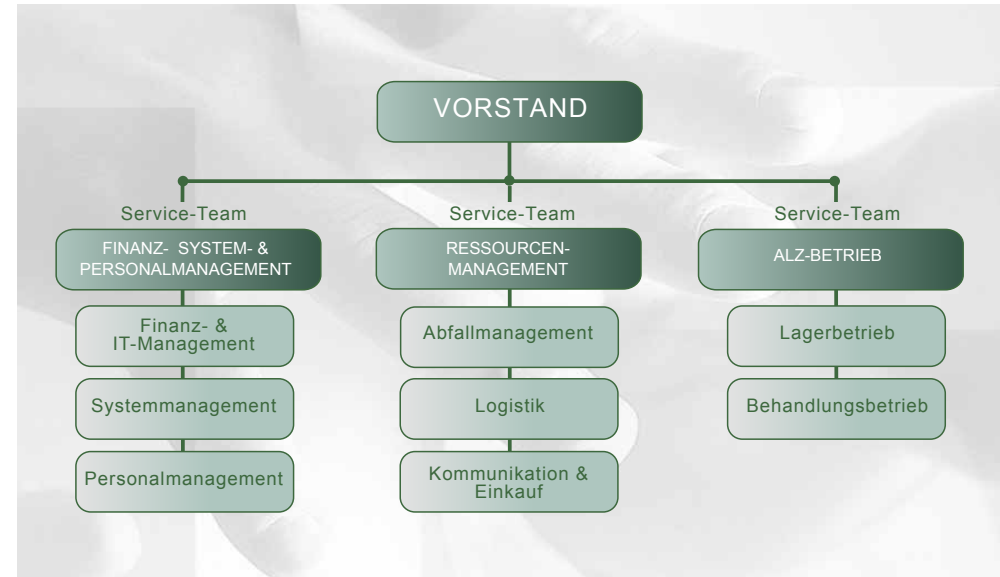 VORSTAND
Service-Team
FINANZ- SYSTEM- &
PERSONALMANAGEMENT
Finanz- &
IT-Management
Systemmanagement
Personalmanagement
Service-Team
RESSOURCEN-
MANAGEMENT
Abfallmanagement
Logistik
Kommunikation &
Einkauf
Service-Team
ALZ-BETRIEB
Lagerbetrieb
Behandlungsbetrieb